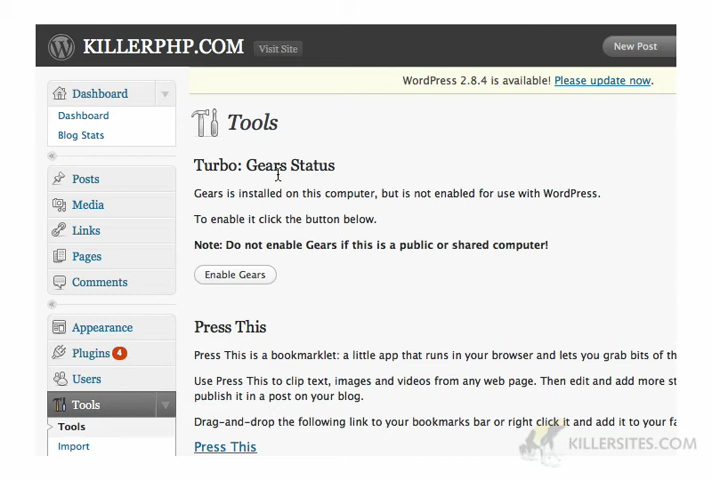 KILLERPHP.COM Visit Site New Post
WordPress 2.8.4 is available! Please update now.
Dashboard
Dashboard
Blog Stats
Posts
Media
Links
Pages
Comments
Appearance
Plugins 4
Users
Tools
Tools
Import
Tools
Turbo: Gears Status
Gears is installed on this computer, but is not enabled for use with WordPress.
To enable it click the button below.
Note: Do not enable Gears if this is a public or shared computer!
Enable Gears
Press This
Press This is a bookmarklet: a little app that runs in your browser and lets you grab bits of th
Use Press This to clip text, images and videos from any web page. Then edit and add more st
publish it in a post on your blog.
Drag-and-drop the following link to your bookmarks bar or right click it and add it to your fa
Press This
KILLERSITES.COM